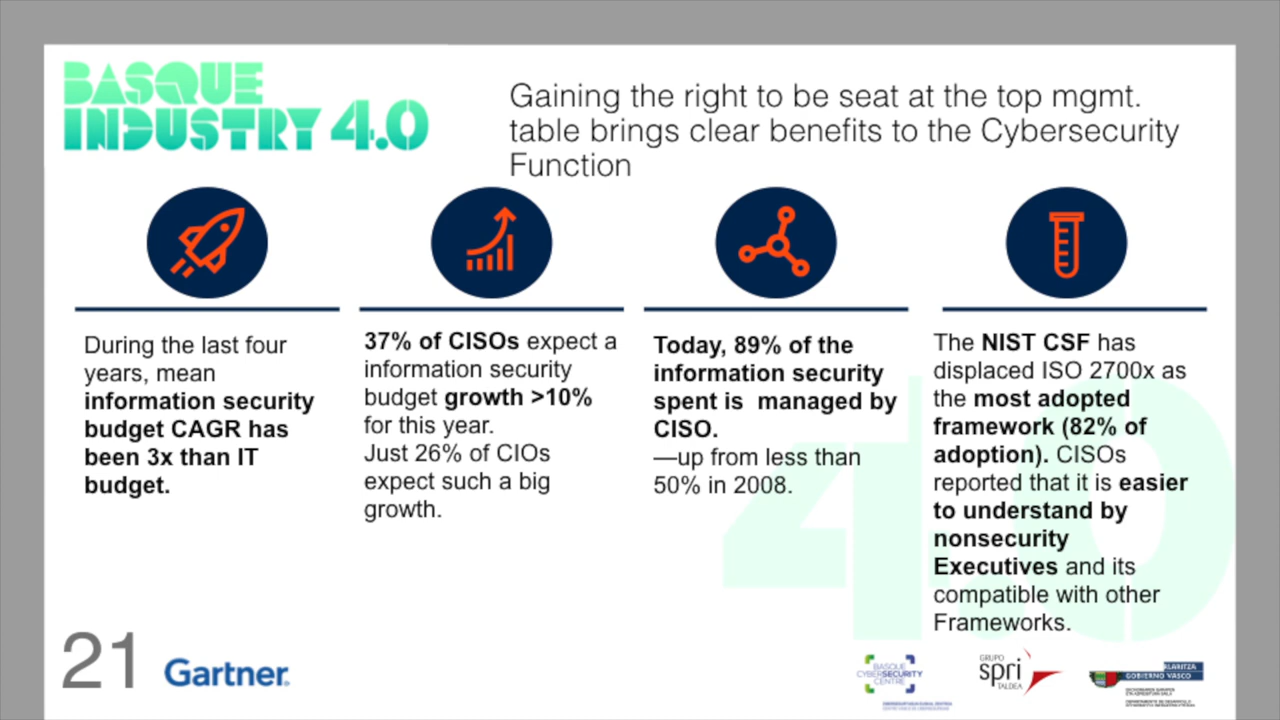 BASQUE
INDUSTRY 4.0
Gaining the right to be seat at the top mgmt.
table brings clear benefits to the Cybersecurity
Function
During the last four
years, mean
information security
budget CAGR has
been 3x than IT
budget.
37% of CISOs expect a
information security
budget growth >10%
for this year.
Just 26% of CIOs
expect such a big
growth.
Today, 89% of the
information security
spent is managed by
CISO.
—up from less than
50% in 2008.
The NIST CSF has
displaced ISO 2700x as
the most adopted
framework (82% of
adoption). CISOs
reported that it is easier
to understand by
nonsecurity
Executives and its
compatible with other
Frameworks.
4.0
21
Gartner®
BASQUE
CYBERSECURITY
CENTRE
GRUPO
spri
TALDEA
GOBIERNO VASCO